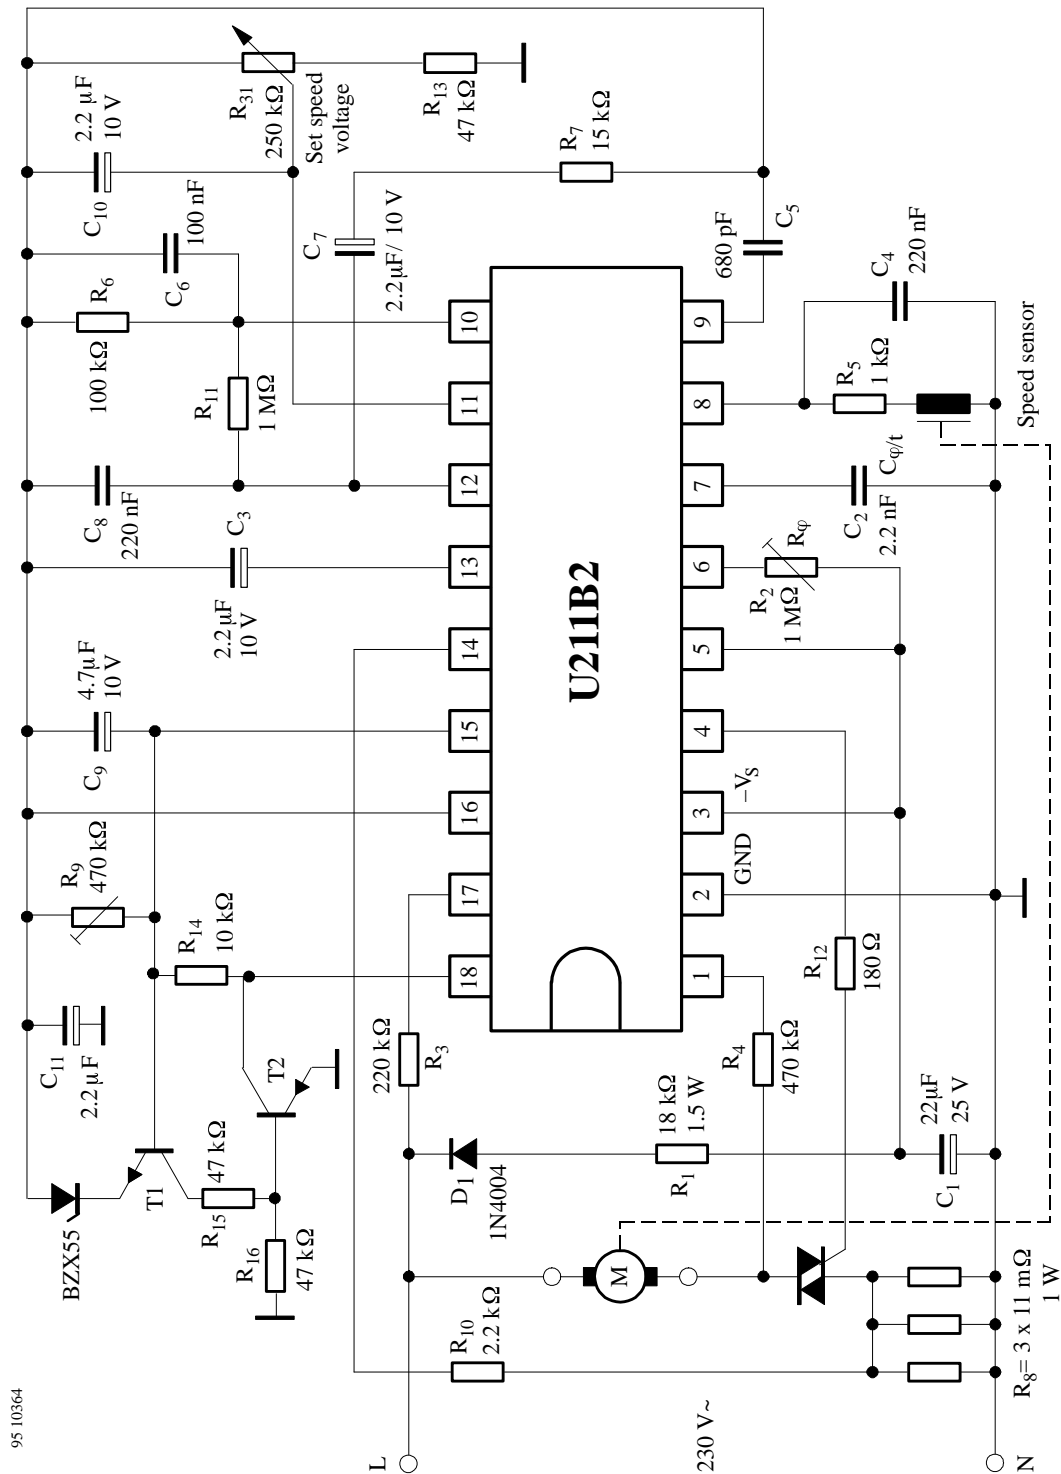 95 10364
L
230 V~
N
R10
2.2 kΩ
R8= 3 x 11 mΩ
1 W
M
BZX55
T1
R16
47 kΩ
R15
47 kΩ
T2
C11
2.2 µF
R14
10 kΩ
R9
470 kΩ
C9
4.7µF
10 V
D1
1N4004
R1
18 kΩ
1.5 W
C1
22µF
25 V
220 kΩ
R3
R4
470 kΩ
R12
180 Ω
U211B2
18
17
16
15
14
13
12
11
10
1
2
3
4
5
6
7
8
9
GND
–VS
2.2 µF
10 V
C3
C8
220 nF
R11
1 MΩ
100 kΩ
R6
C6
100 nF
C10
2.2 µF
10 V
R31
250 kΩ
Set speed
voltage
R13
47 kΩ
C7
2.2µF/ 10 V
R7
15 kΩ
680 pF
C5
R2
1 MΩ
Rφ
C2
2.2 nF
Cφ/t
R5
1 kΩ
C4
220 nF
Speed sensor